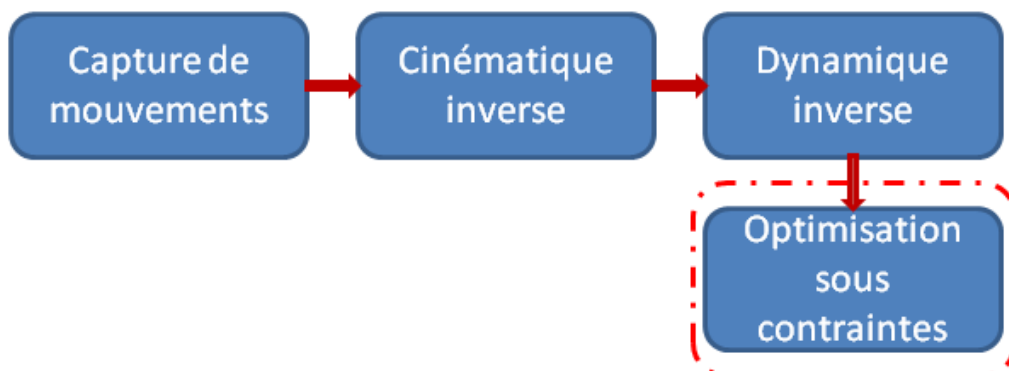 Capture de
mouvements
Cinématique
inverse
Dynamique
inverse
Optimisation
sous
contraintes